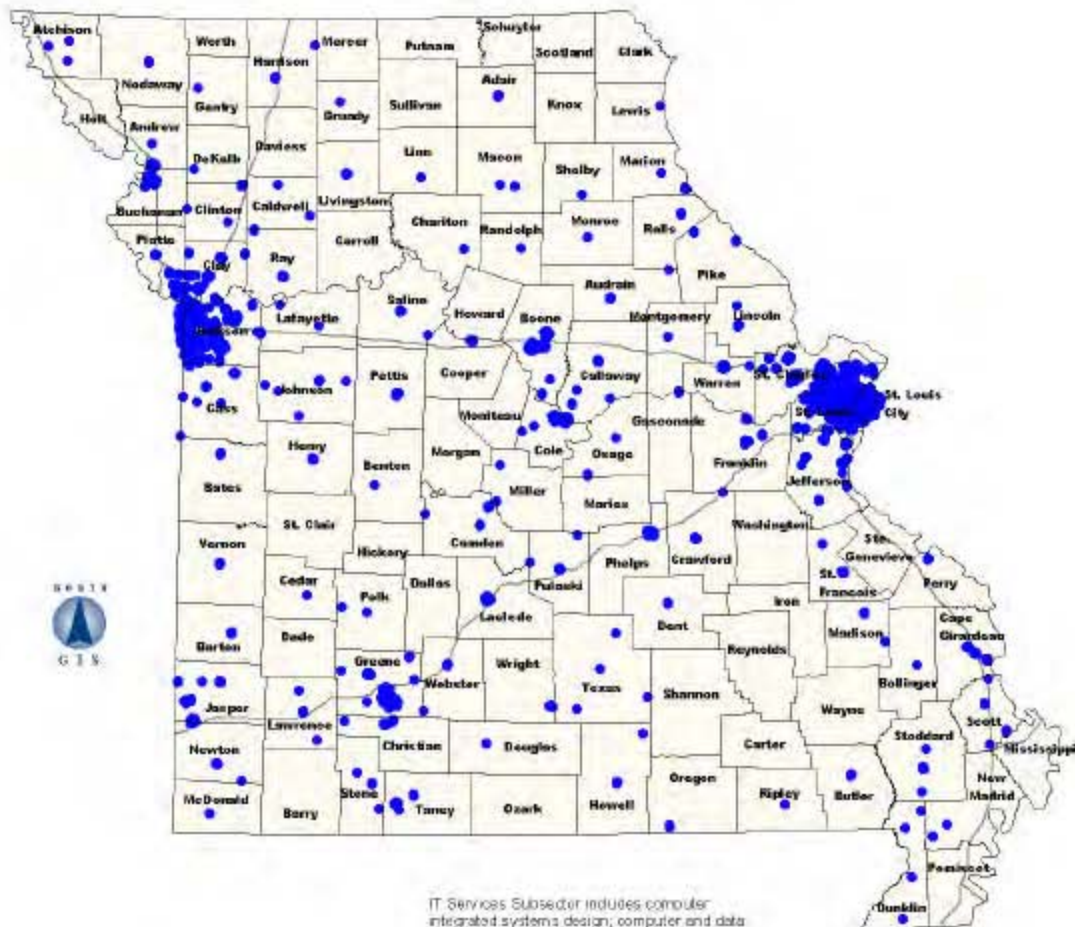 Schuyler
Atchison
Worth
Mercer
Putnam
Scotland
Clark
Harrison
Adair
Nodaway
Gentry
Sullivan
Knox
Lewis
Holt
Grundy
Andrew
Daviess
Linn
Macon
Marion
DeKalb
Shelby
Buchanan
Clinton
Caldwell
Livingston
Chariton
Randolph
Monroe
Ralls
Platte
Carroll
Clay
Ray
Pike
Audrain
Saline
Howard
Boone
Lafayette
Montgomery
Lincoln
Jackson
Cooper
Callaway
Warren
St. Charles
Johnson
Pettis
St. Louis
City
Cass
Moniteau
Gasconade
St. Louis
Henry
Morgan
Cole
Osage
Franklin
Benton
Bates
Miller
Maries
Jefferson
St. Clair
Washington
Vernon
Hickory
Camden
Phelps
Crawford
Ste.
Genevieve
Cedar
Dallas
Pulaski
St.
Francois
Perry
Polk
Laclede
Dent
Iron
Barton
Dade
Madison
Cape
Girardeau
Greene
Wright
Reynolds
Webster
Texas
Shannon
Bollinger
Jasper
Lawrence
Wayne
Scott
Newton
Christian
Douglas
Carter
Stoddard
Mississippi
McDonald
Barry
Stone
Taney
Ozark
Howell
Oregon
Ripley
Butler
New
Madrid
Pemiscot
Dunklin
GIS
IT Services Subsector includes computer
integrated systems design; computer and data